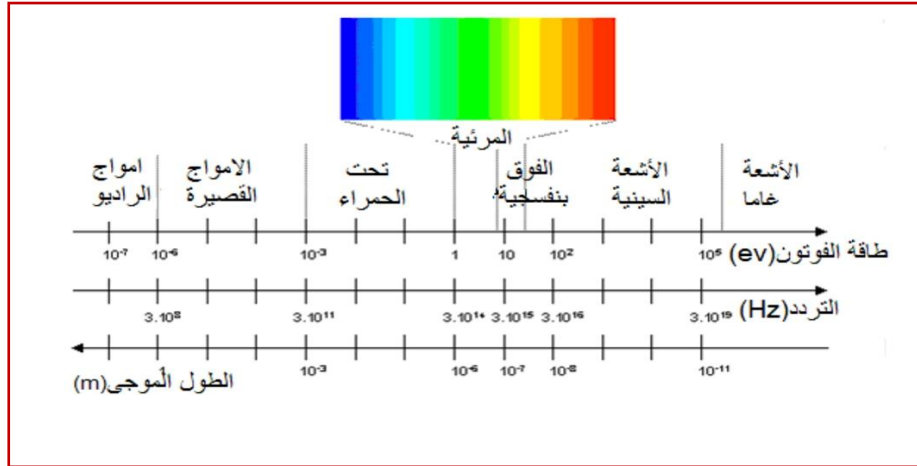 المرئية
امواج الراديو
الامواج القصيرة
تحت الحمراء
الفوق بنفسجية
الأشعة السينية
الأشعة غاما
10⁻⁷ 10⁻⁶ 10⁻³ 1 10 10² 10⁵ طاقة الفوتون(ev)
3.10⁸ 3.10¹¹ 3.10¹⁴ 3.10¹⁵ 3.10¹⁶ 3.10¹⁹ التردد(Hz)
1 10⁻³ 10⁻⁶ 10⁻⁷ 10⁻⁸ 10⁻¹¹
الطول الموجى(m)